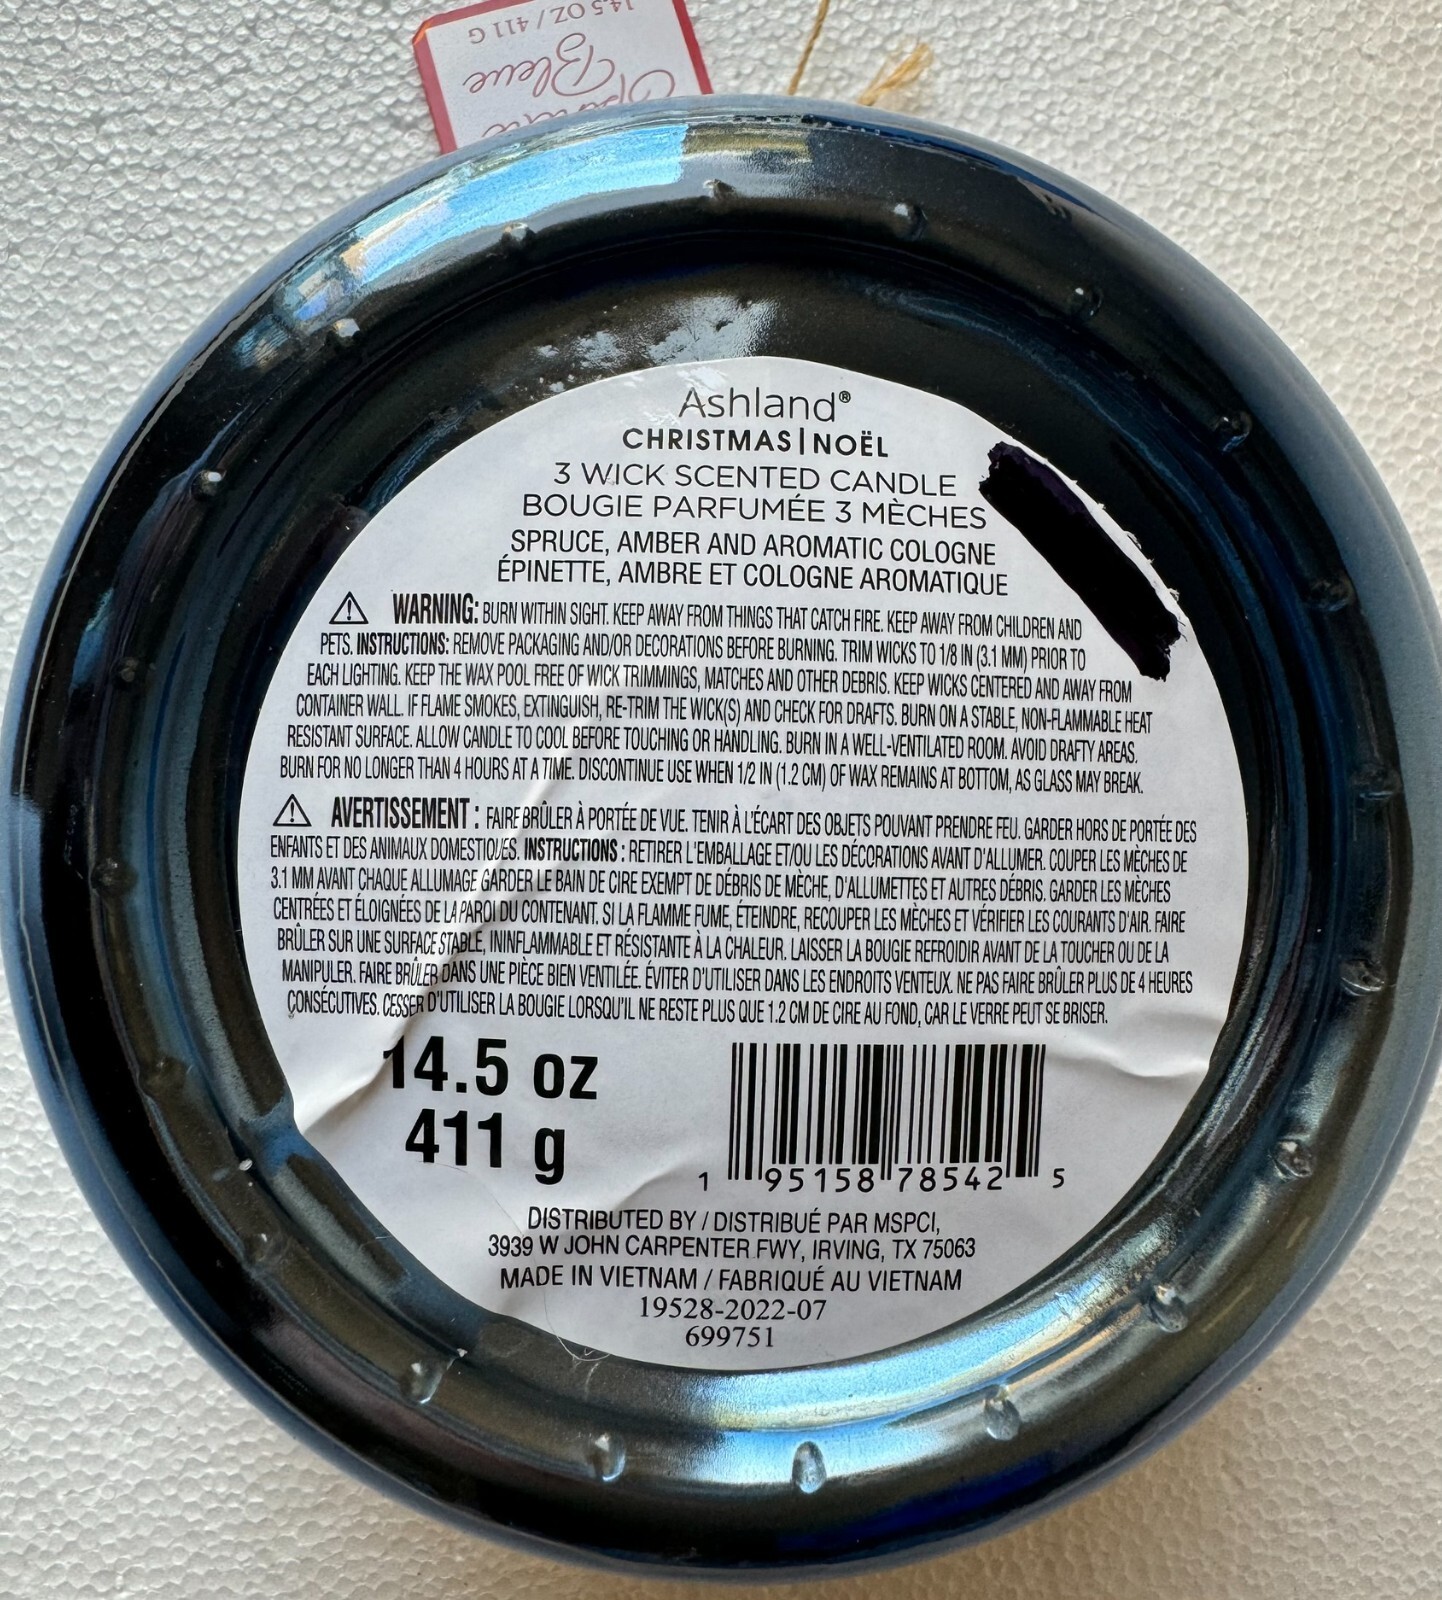 14.5 OZ / 411 G
Bleue
Ashland®
CHRISTMAS | NOËL
3 WICK SCENTED CANDLE
BOUGIE PARFUMÉE 3 MÈCHES
SPRUCE, AMBER AND AROMATIC COLOGNE
ÉPINETTE, AMBRE ET COLOGNE AROMATIQUE
WARNING: BURN WITHIN SIGHT. KEEP AWAY FROM THINGS THAT CATCH FIRE. KEEP AWAY FROM CHILDREN AND
PETS. INSTRUCTIONS: REMOVE PACKAGING AND/OR DECORATIONS BEFORE BURNING. TRIM WICKS TO 1/8 IN (3.1 MM) PRIOR TO
EACH LIGHTING. KEEP THE WAX POOL FREE OF WICK TRIMMINGS, MATCHES AND OTHER DEBRIS. KEEP WICKS CENTERED AND AWAY FROM
CONTAINER WALL. IF FLAME SMOKES, EXTINGUISH, RE-TRIM THE WICK(S) AND CHECK FOR DRAFTS. BURN ON A STABLE, NON-FLAMMABLE HEAT
RESISTANT SURFACE. ALLOW CANDLE TO COOL BEFORE TOUCHING OR HANDLING. BURN IN A WELL-VENTILATED ROOM. AVOID DRAFTY AREAS.
BURN FOR NO LONGER THAN 4 HOURS AT A TIME. DISCONTINUE USE WHEN 1/2 IN (1.2 CM) OF WAX REMAINS AT BOTTOM, AS GLASS MAY BREAK.
AVERTISSEMENT : FAIRE BRÛLER À PORTÉE DE VUE. TENIR À L'ÉCART DES OBJETS POUVANT PRENDRE FEU. GARDER HORS DE PORTÉE DES
ENFANTS ET DES ANIMAUX DOMESTIQUES. INSTRUCTIONS : RETIRER L'EMBALLAGE ET/OU LES DÉCORATIONS AVANT D'ALLUMER. COUPER LES MÈCHES DE
3.1 MM AVANT CHAQUE ALLUMAGE GARDER LE BAIN DE CIRE EXEMPT DE DÉBRIS DE MÈCHE, D'ALLUMETTES ET AUTRES DÉBRIS. GARDER LES MÈCHES
CENTRÉES ET ÉLOIGNÉES DE LA PAROI DU CONTENANT. SI LA FLAMME FUME, ÉTEINDRE, RECOUPER LES MÈCHES ET VÉRIFIER LES COURANTS D'AIR. FAIRE
BRÛLER SUR UNE SURFACE STABLE, ININFLAMMABLE ET RÉSISTANTE À LA CHALEUR. LAISSER LA BOUGIE REFROIDIR AVANT DE LA TOUCHER OU DE LA
MANIPULER. FAIRE BRÛLER DANS UNE PIÈCE BIEN VENTILÉE. ÉVITER D'UTILISER DANS LES ENDROITS VENTEUX. NE PAS FAIRE BRÛLER PLUS DE 4 HEURES
CONSÉCUTIVES. CESSER D'UTILISER LA BOUGIE LORSQU'IL NE RESTE PLUS QUE 1.2 CM DE CIRE AU FOND, CAR LE VERRE PEUT SE BRISER.
14.5 oz
411 g
1 95158 78542 5
DISTRIBUTED BY / DISTRIBUÉ PAR MSPCI,
3939 W JOHN CARPENTER FWY, IRVING, TX 75063
MADE IN VIETNAM / FABRIQUÉ AU VIETNAM
19528-2022-07
699751